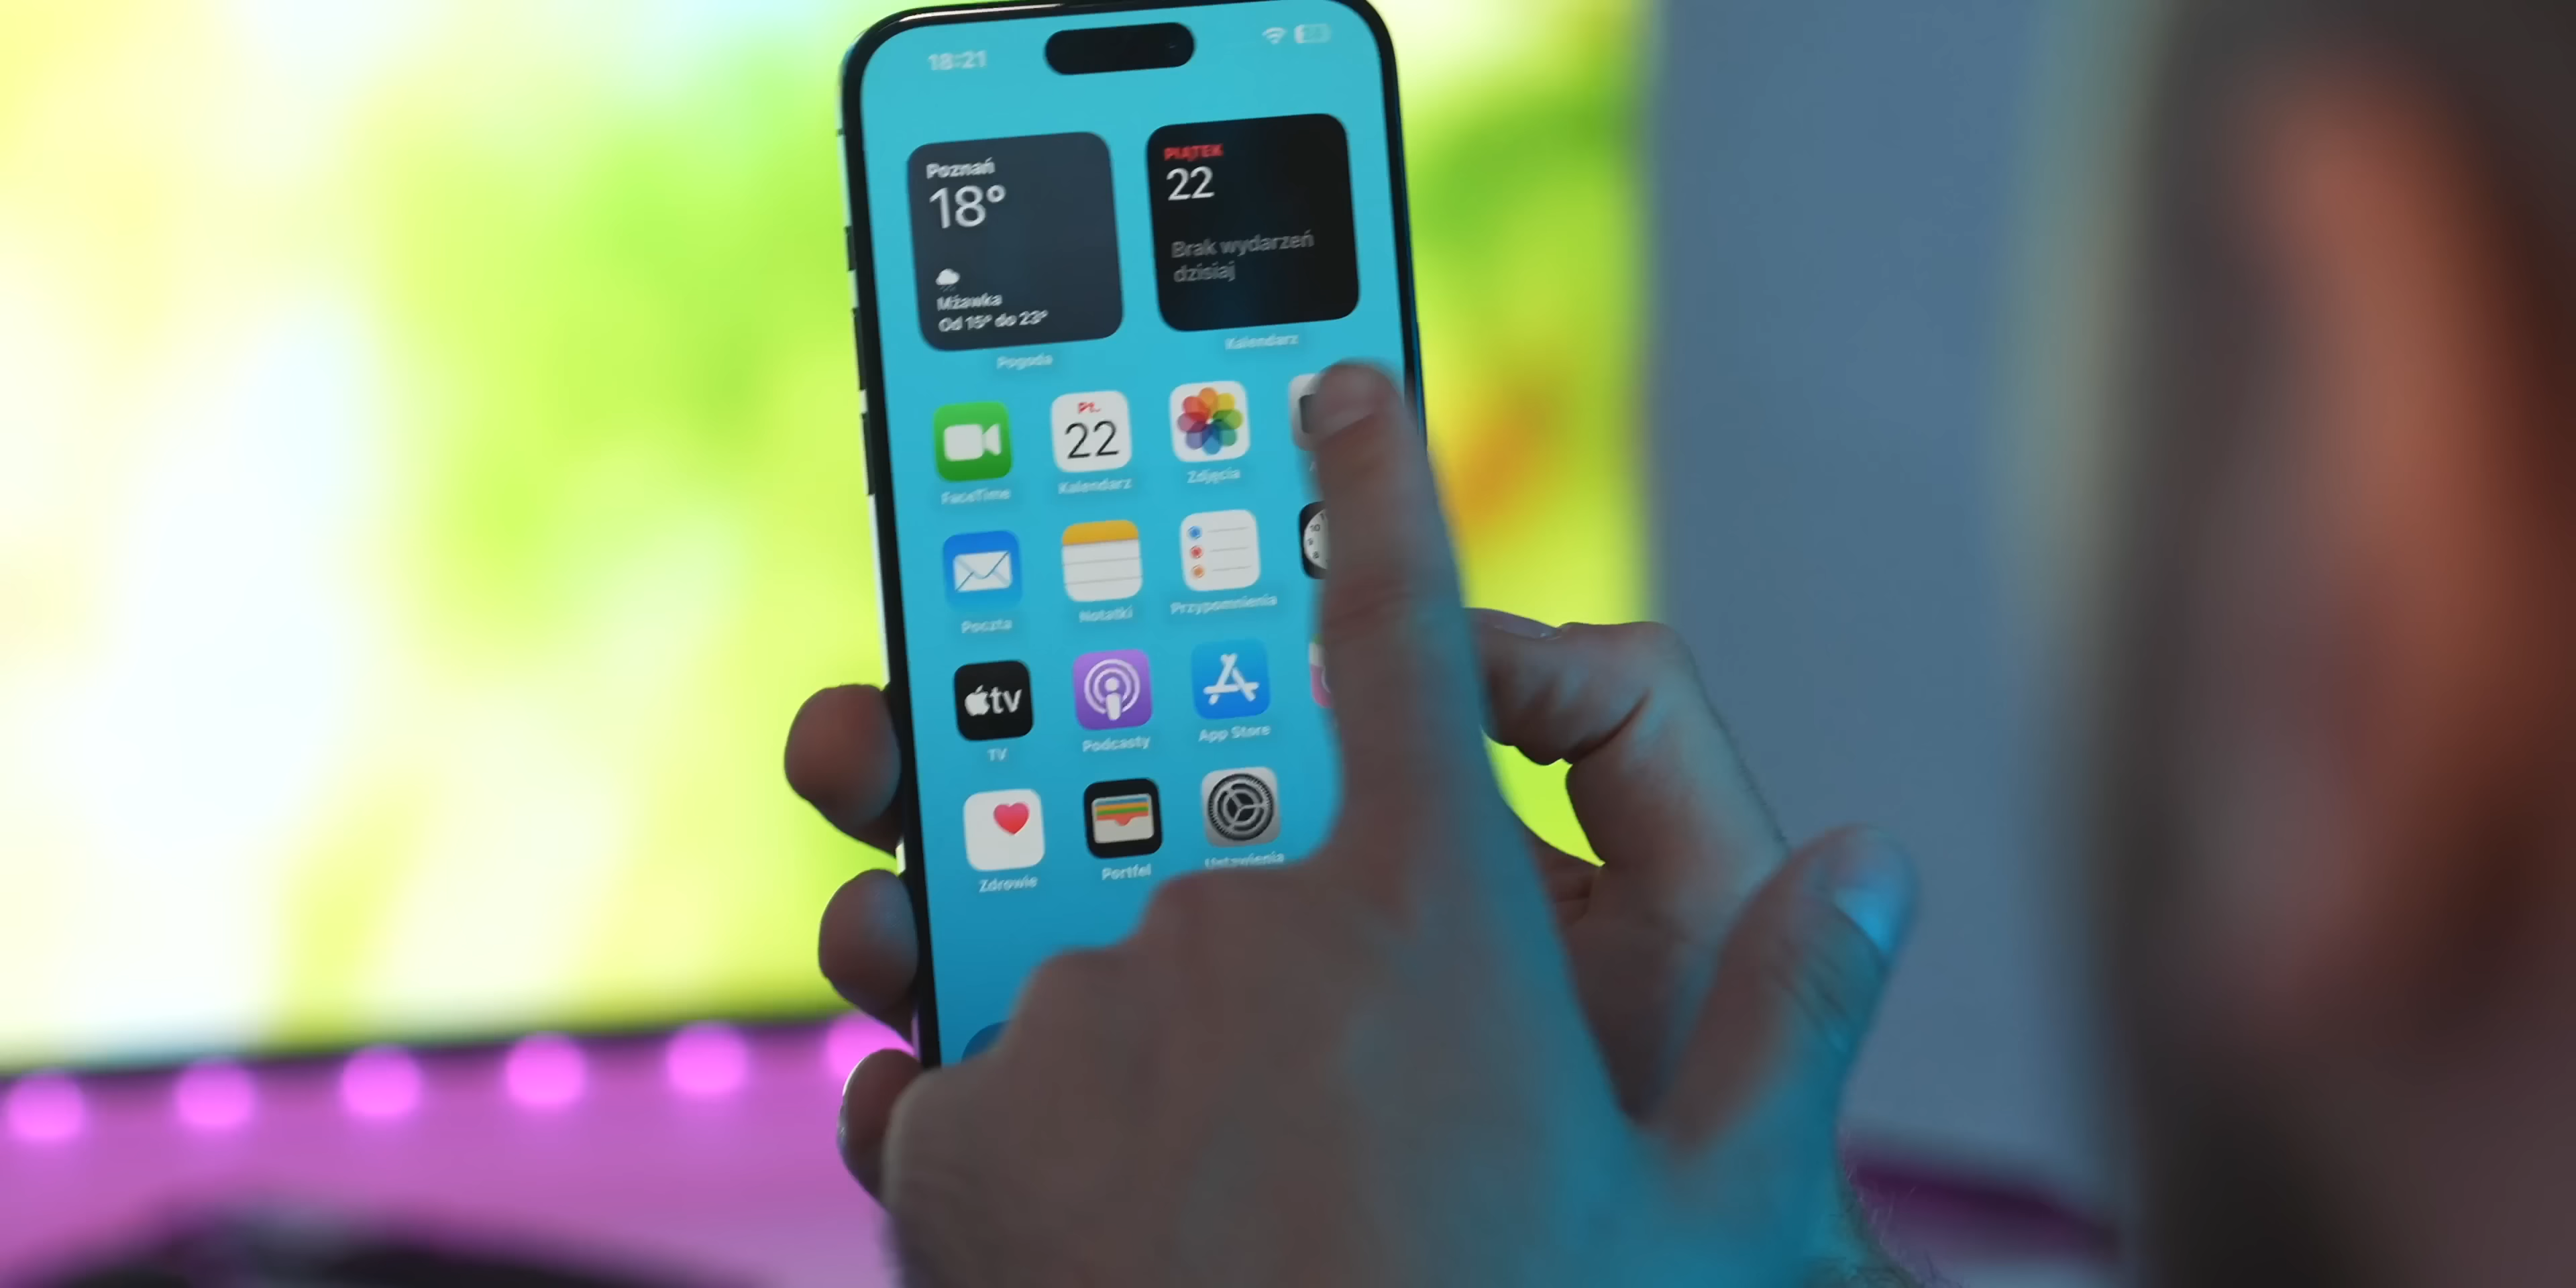 18:21
Poznań
18°
Mżawka
Od 15° do 23°
Pogoda
PIĄTEK
22
Brak wydarzeń
dzisiaj
Kalendarz
Pt.
22
FaceTime
Kalendarz
Zdjęcia
Poczta
Notatki
Przypomnienia
tv
TV
Podcasty
App Store
Zdrowie
Portfel
Ustawienia